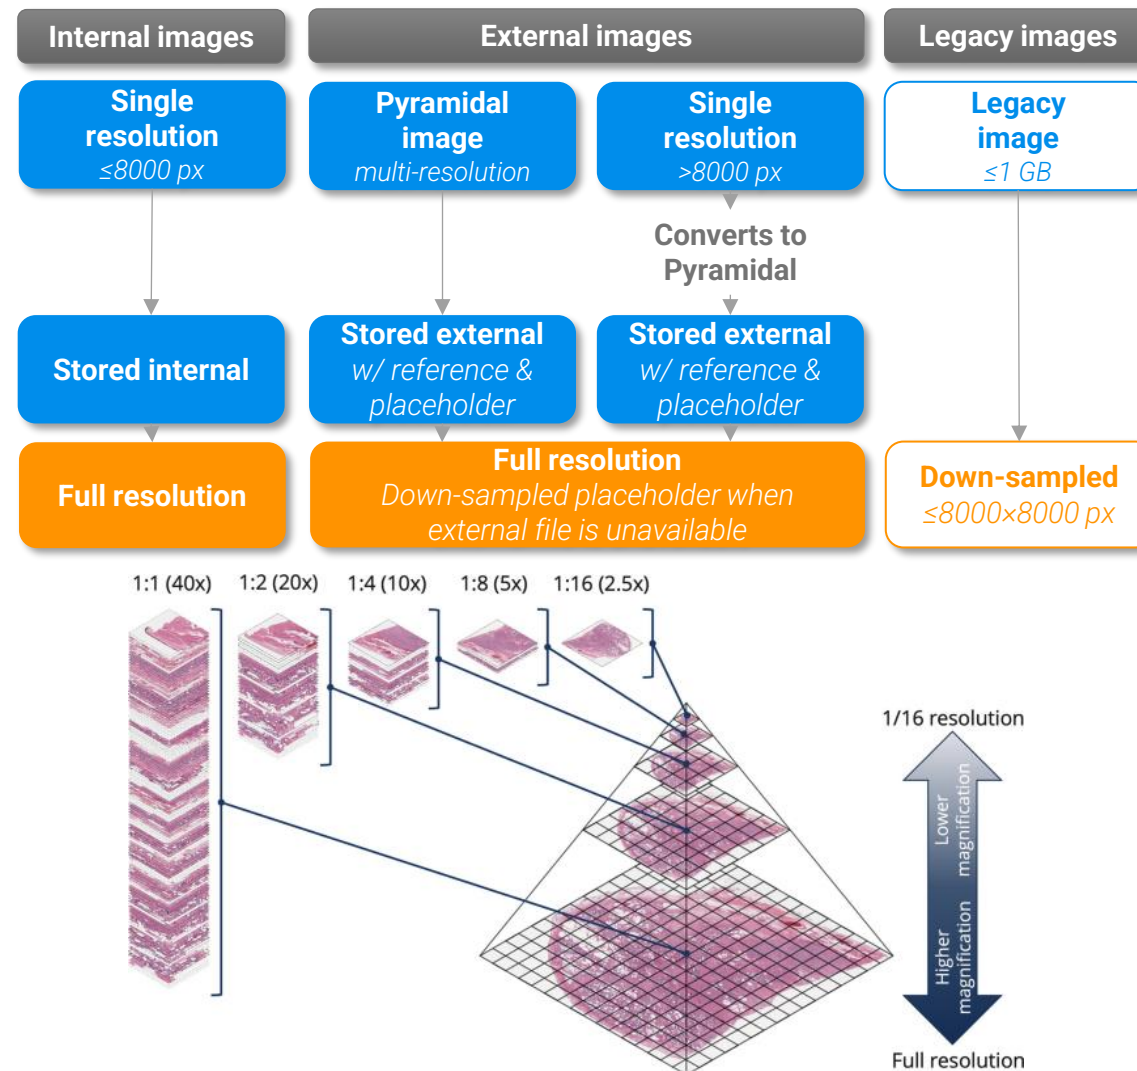 Internal images
External images
Legacy images
Single
resolution
≤8000 px
Pyramidal
image
multi-resolution
Single
resolution
>8000 px
Legacy
image
≤1 GB
Converts to
Pyramidal
Stored internal
Stored external
w/ reference &
placeholder
Stored external
w/ reference &
placeholder
Full resolution
Full resolution
Down-sampled placeholder when
external file is unavailable
Down-sampled
≤8000×8000 px
1:1 (40x)
1:2 (20x)
1:4 (10x)
1:8 (5x)
1:16 (2.5x)
1/16 resolution
Lower
magnification
Higher
magnification
Full resolution